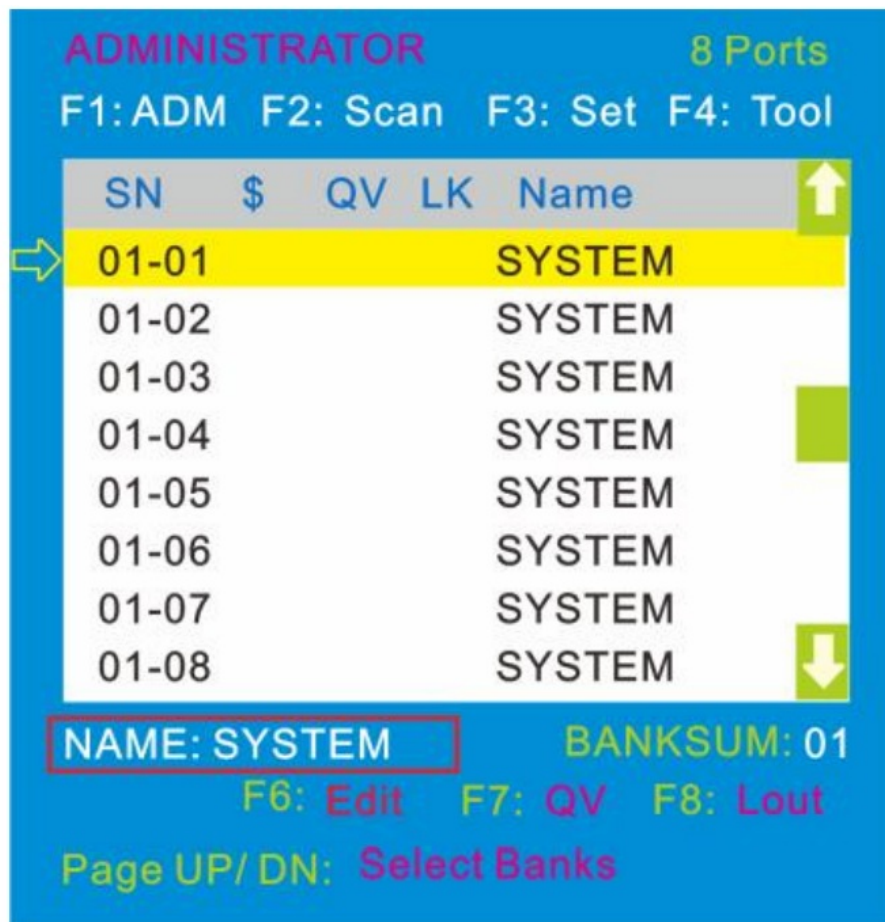 ADMINISTRATOR 8 Ports
F1: ADM F2: Scan F3: Set F4: Tool
SN $ QV LK Name
01-01 SYSTEM
01-02 SYSTEM
01-03 SYSTEM
01-04 SYSTEM
01-05 SYSTEM
01-06 SYSTEM
01-07 SYSTEM
01-08 SYSTEM
NAME: SYSTEM BANKSUM: 01
F6: Edit F7: QV F8: Lout
Page UP/ DN: Select Banks